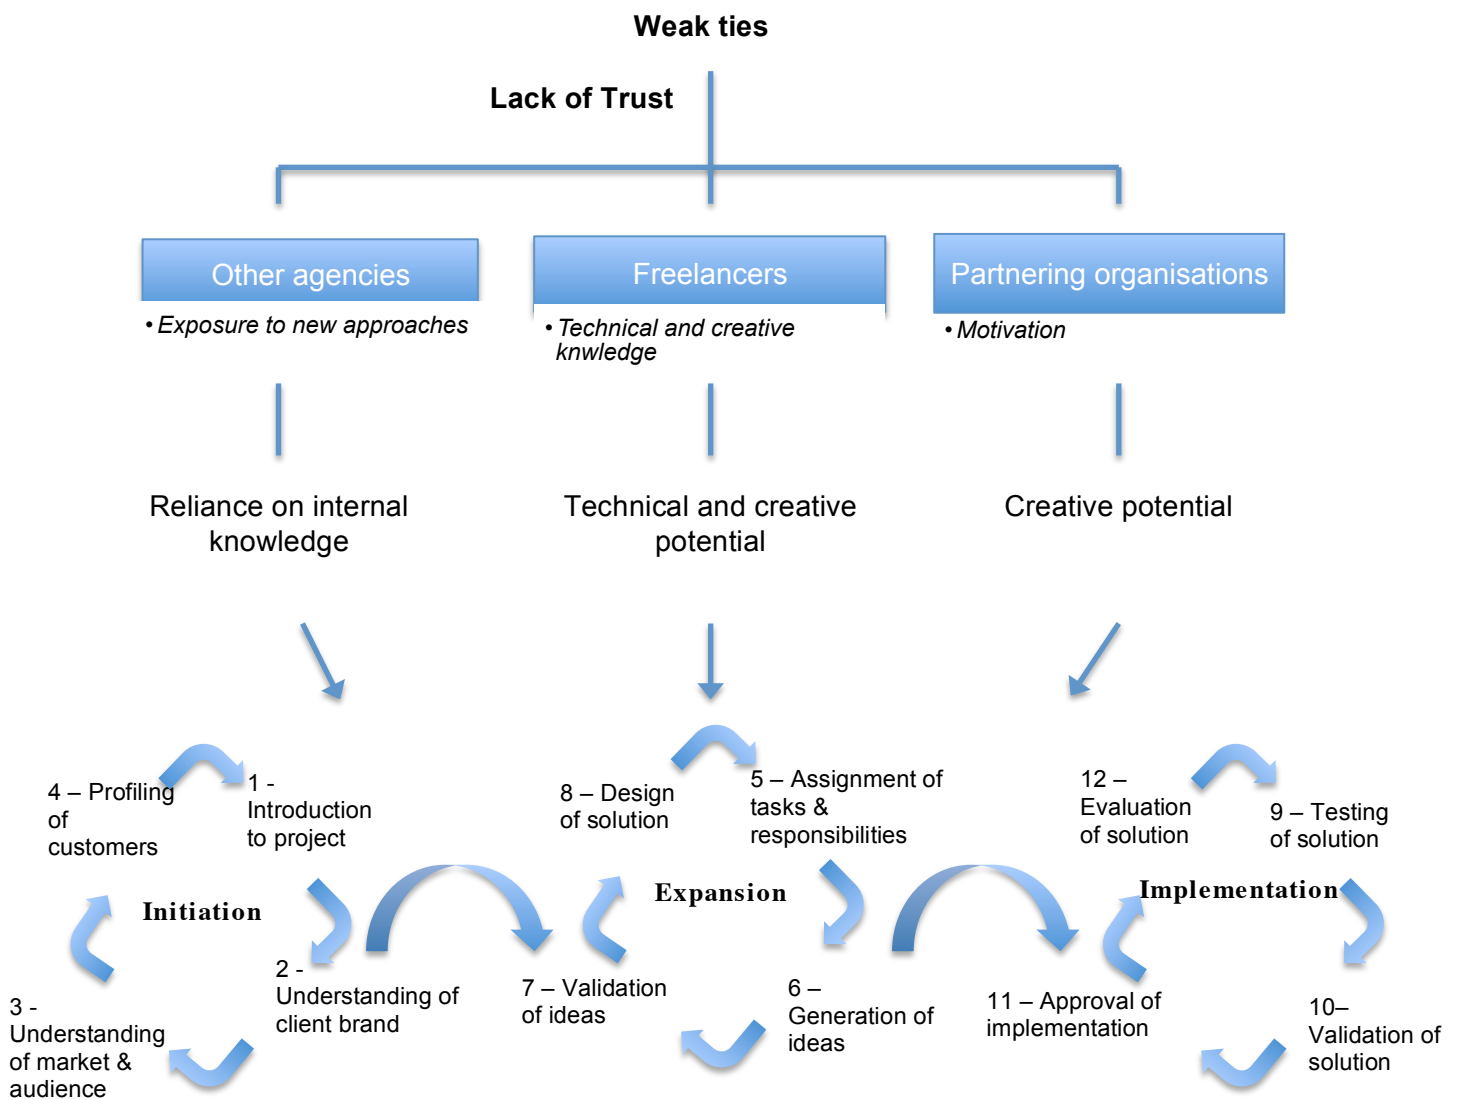 Weak ties
Lack of Trust
Other agencies
• Exposure to new approaches
Freelancers
• Technical and creative
knwledge
Partnering organisations
• Motivation
Reliance on internal
knowledge
Technical and creative
potential
Creative potential
4 – Profiling
of
customers
1 -
Introduction
to project
Initiation
2 -
Understanding of
client brand
3 -
Understanding
of market &
audience
8 – Design
of solution
5 – Assignment of
tasks &
responsibilities
Expansion
7 – Validation
of ideas
6 –
Generation of
ideas
12 –
Evaluation
of solution
9 – Testing
of solution
Implementation
11 – Approval of
implementation
10–
Validation of
solution